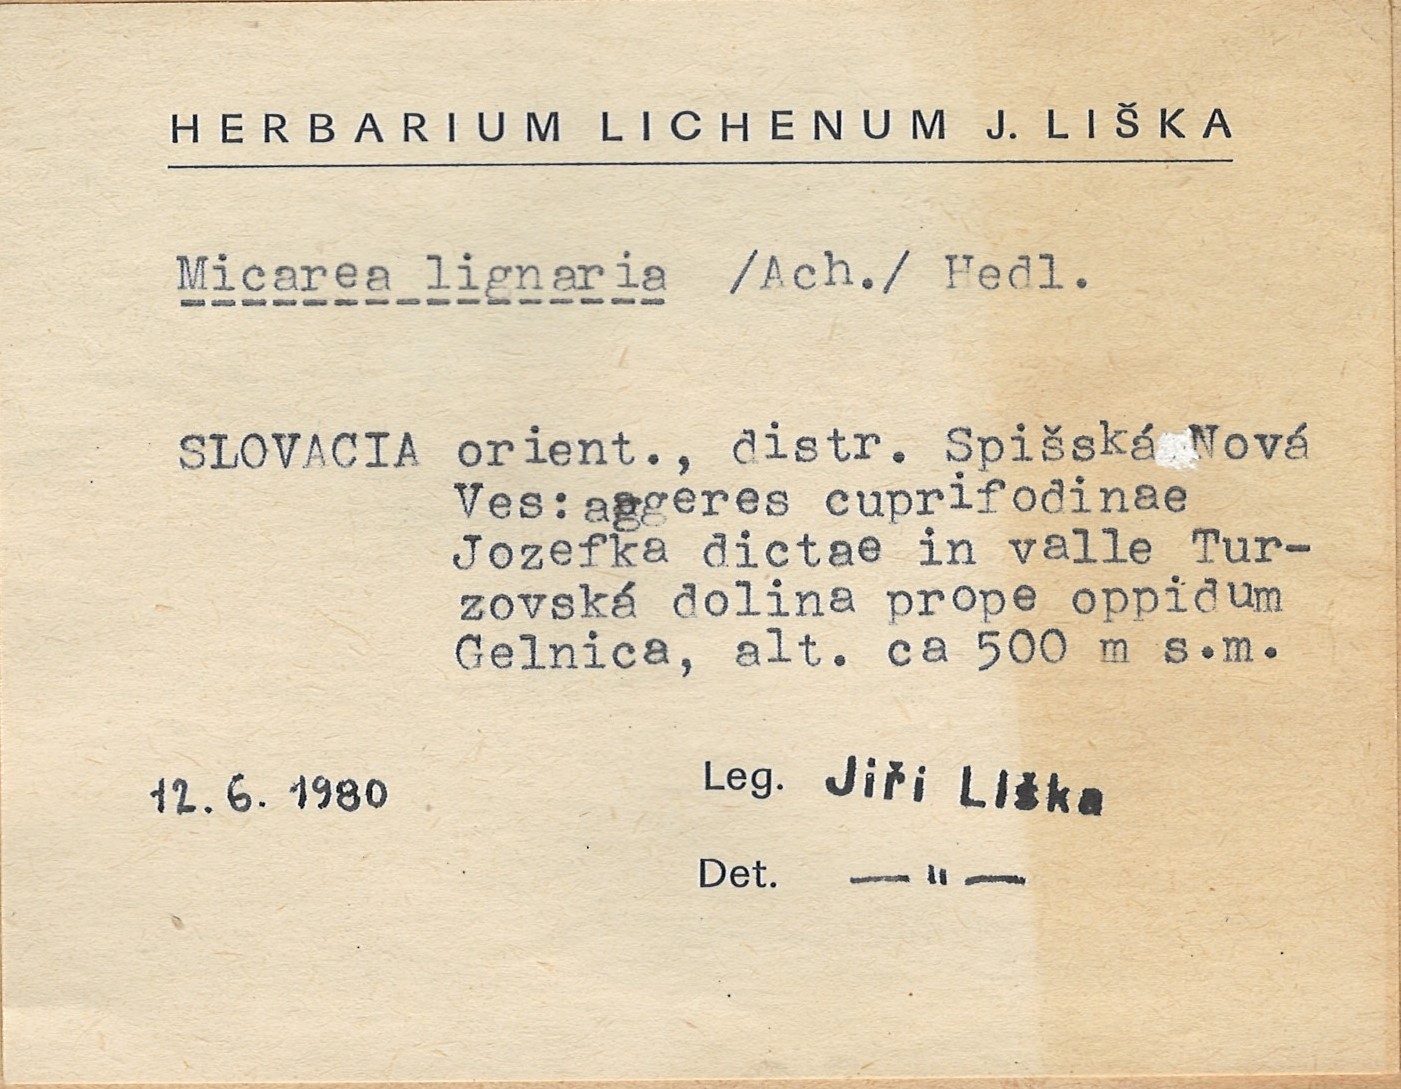 HERBARIUM LICHENUM J. LIŠKA
Micarea lignaria /Ach./ Hedl.
SLOVACIA orient., distr. Spišská Nová
Ves: aggeres cuprifodinae
Jozefka dictae in valle Tur-
zovská dolina prope oppidum
Gelnica, alt. ca 500 m s.m.
12. 6. 1980
Leg. Jiří Liška
Det. — " —